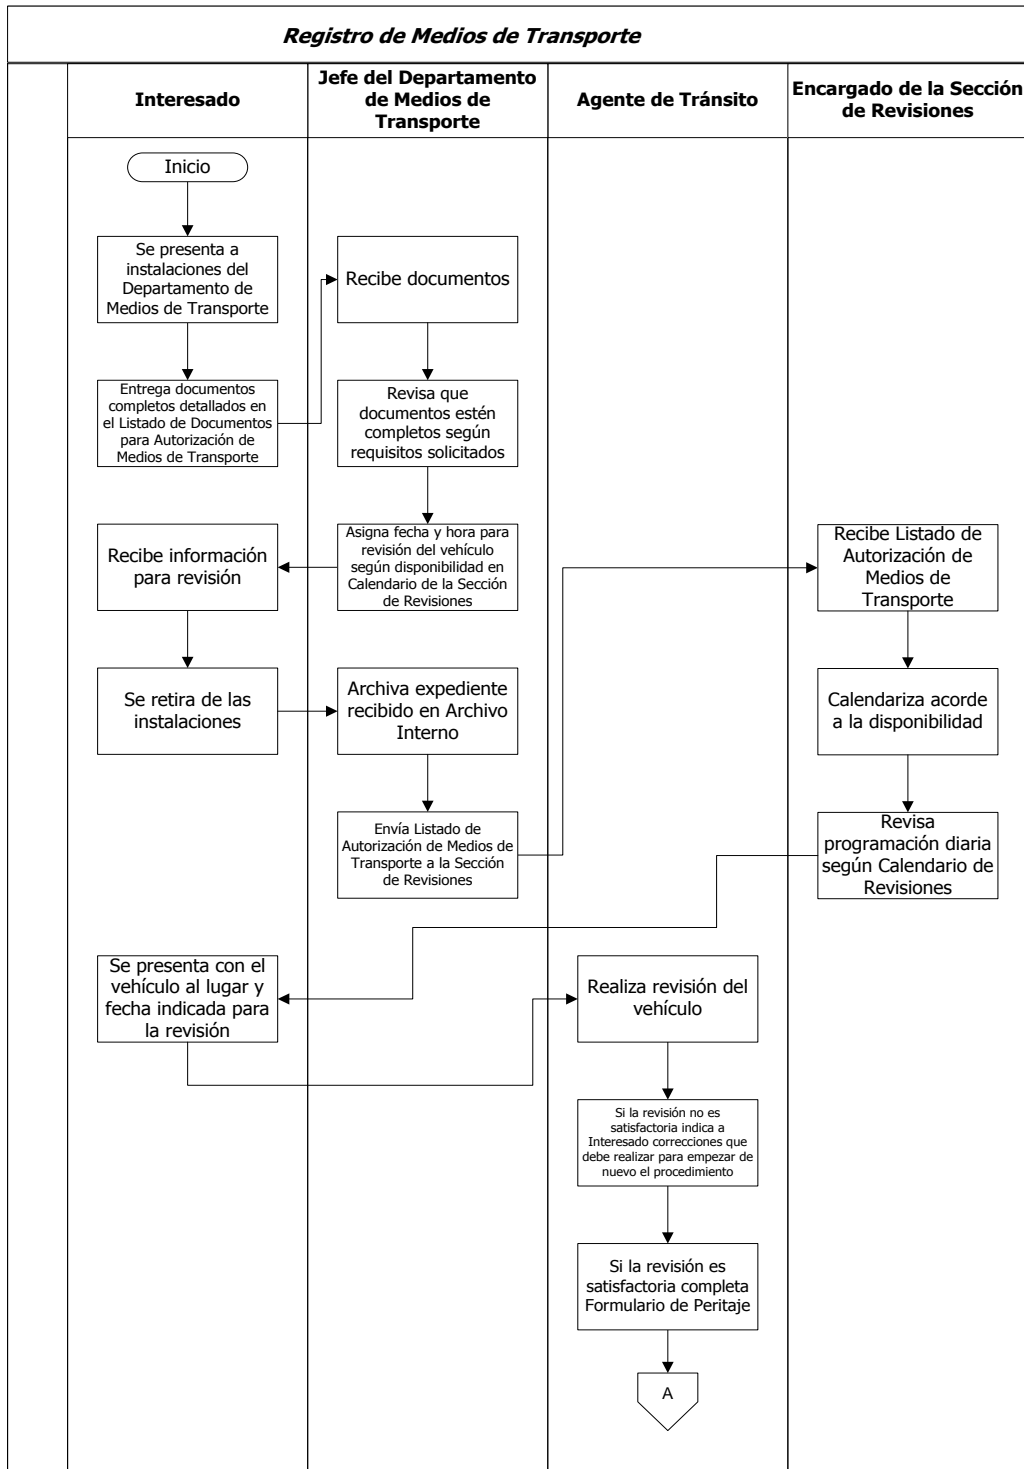 Registro de Medios de Transporte
Interesado
Jefe del Departamento
de Medios de
Transporte
Agente de Tránsito
Encargado de la Sección
de Revisiones
Inicio
Se presenta a
instalaciones del
Departamento de
Medios de Transporte
Recibe documentos
Entrega documentos
completos detallados en
el Listado de Documentos
para Autorización de
Medios de Transporte
Revisa que
documentos estén
completos según
requisitos solicitados
Recibe información
para revisión
Asigna fecha y hora para
revisión del vehículo
según disponibilidad en
Calendario de la Sección
de Revisiones
Recibe Listado de
Autorización de
Medios de
Transporte
Se retira de las
instalaciones
Archiva expediente
recibido en Archivo
Interno
Calendariza acorde
a la disponibilidad
Envía Listado de
Autorización de Medios de
Transporte a la Sección
de Revisiones
Revisa
programación diaria
según Calendario de
Revisiones
Se presenta con el
vehículo al lugar y
fecha indicada para
la revisión
Realiza revisión del
vehículo
Si la revisión no es
satisfactoria indica a
Interesado correcciones que
debe realizar para empezar de
nuevo el procedimiento
Si la revisión es
satisfactoria completa
Formulario de Peritaje
A